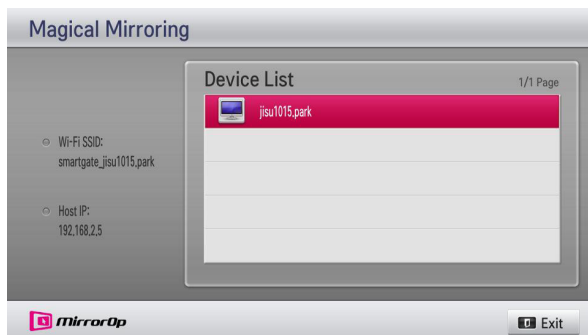 Magical Mirroring
Device List
1/1 Page
jisu1015,park
Wi-Fi SSID:
smartgate_jisu1015,park
Host IP:
192,168,2,5
MirrorOp
Exit